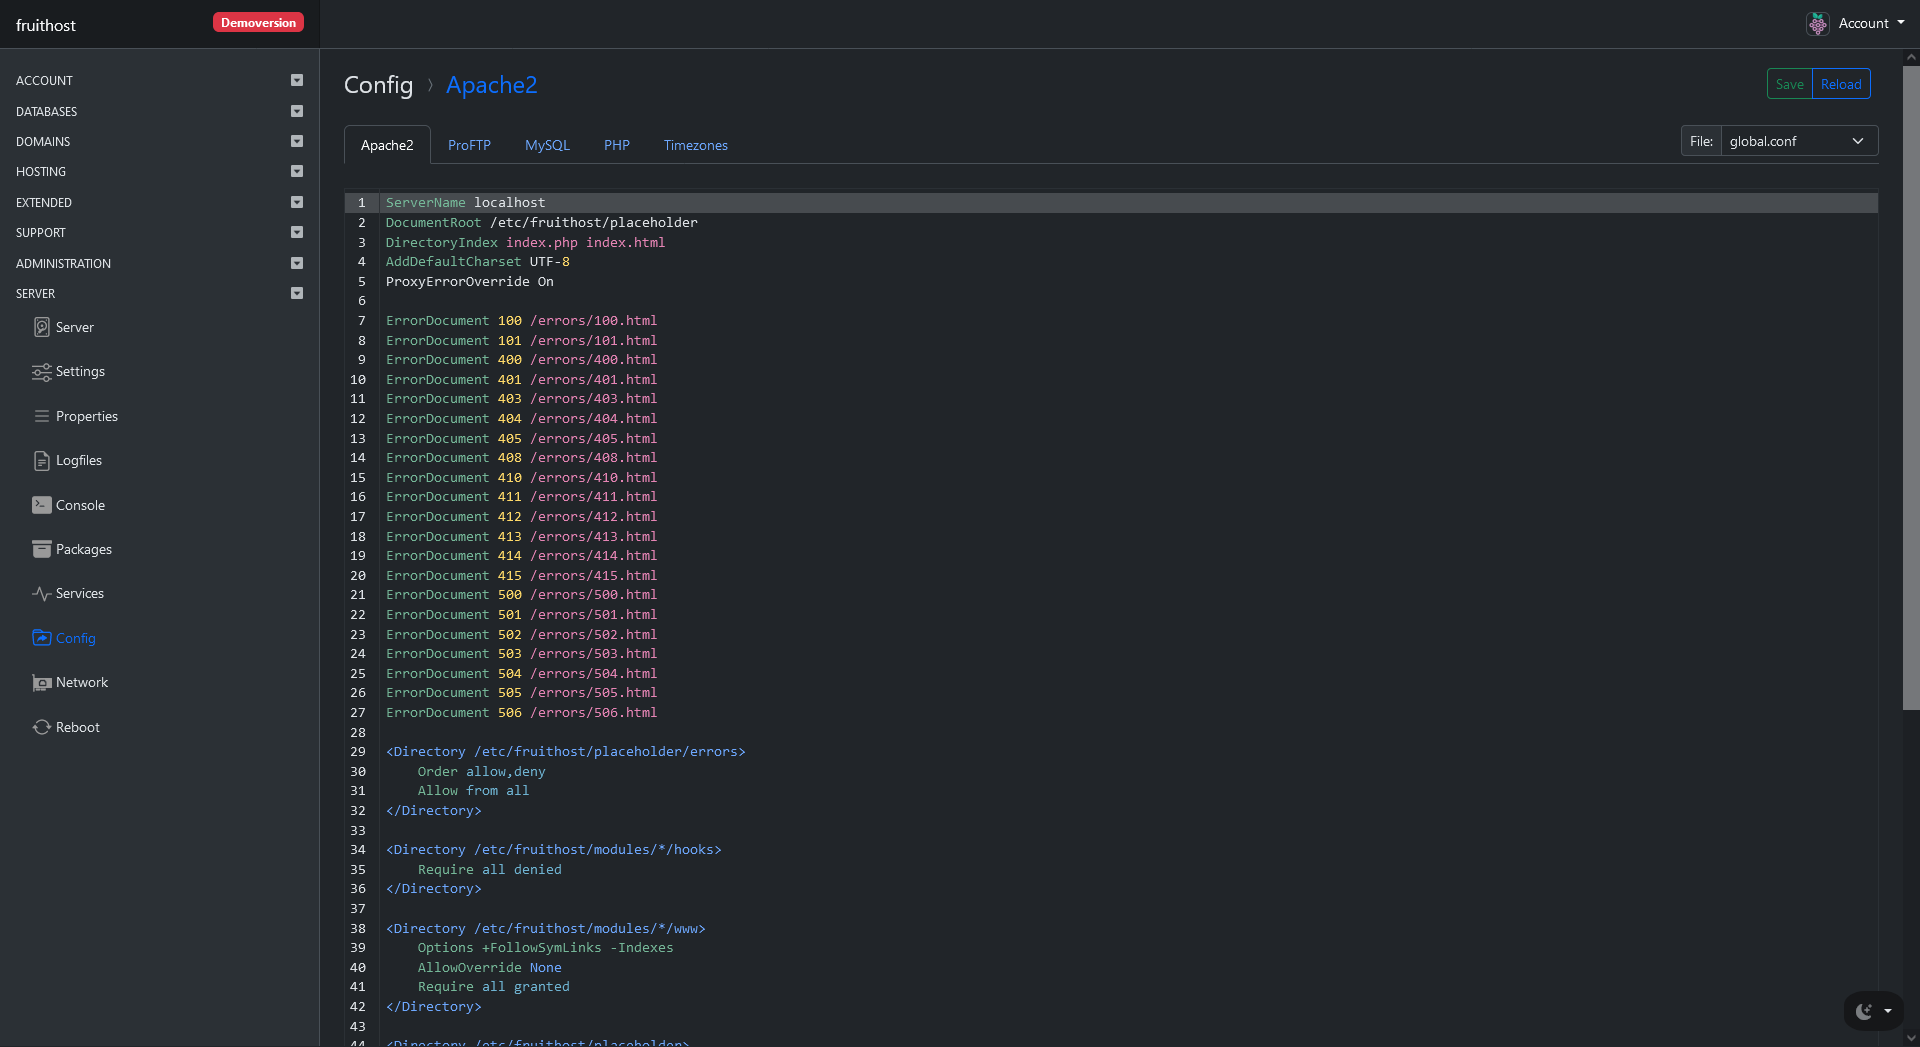 fruithost
Demoversion
Account
ACCOUNT
DATABASES
DOMAINS
HOSTING
EXTENDED
SUPPORT
ADMINISTRATION
SERVER
Server
Settings
Properties
Logfiles
Console
Packages
Services
Config
Network
Reboot
Config 〉 Apache2
Save Reload
Apache2 ProFTP MySQL PHP Timezones
File: global.conf
1 ServerName localhost
2 DocumentRoot /etc/fruithost/placeholder
3 DirectoryIndex index.php index.html
4 AddDefaultCharset UTF-8
5 ProxyErrorOverride On
6
7 ErrorDocument 100 /errors/100.html
8 ErrorDocument 101 /errors/101.html
9 ErrorDocument 400 /errors/400.html
10 ErrorDocument 401 /errors/401.html
11 ErrorDocument 403 /errors/403.html
12 ErrorDocument 404 /errors/404.html
13 ErrorDocument 405 /errors/405.html
14 ErrorDocument 408 /errors/408.html
15 ErrorDocument 410 /errors/410.html
16 ErrorDocument 411 /errors/411.html
17 ErrorDocument 412 /errors/412.html
18 ErrorDocument 413 /errors/413.html
19 ErrorDocument 414 /errors/414.html
20 ErrorDocument 415 /errors/415.html
21 ErrorDocument 500 /errors/500.html
22 ErrorDocument 501 /errors/501.html
23 ErrorDocument 502 /errors/502.html
24 ErrorDocument 503 /errors/503.html
25 ErrorDocument 504 /errors/504.html
26 ErrorDocument 505 /errors/505.html
27 ErrorDocument 506 /errors/506.html
28
29 <Directory /etc/fruithost/placeholder/errors>
30 Order allow,deny
31 Allow from all
32 </Directory>
33
34 <Directory /etc/fruithost/modules/*/hooks>
35 Require all denied
36 </Directory>
37
38 <Directory /etc/fruithost/modules/*/www>
39 Options +FollowSymLinks -Indexes
40 AllowOverride None
41 Require all granted
42 </Directory>
43
44 <Directory /etc/fruithost/placeholder>